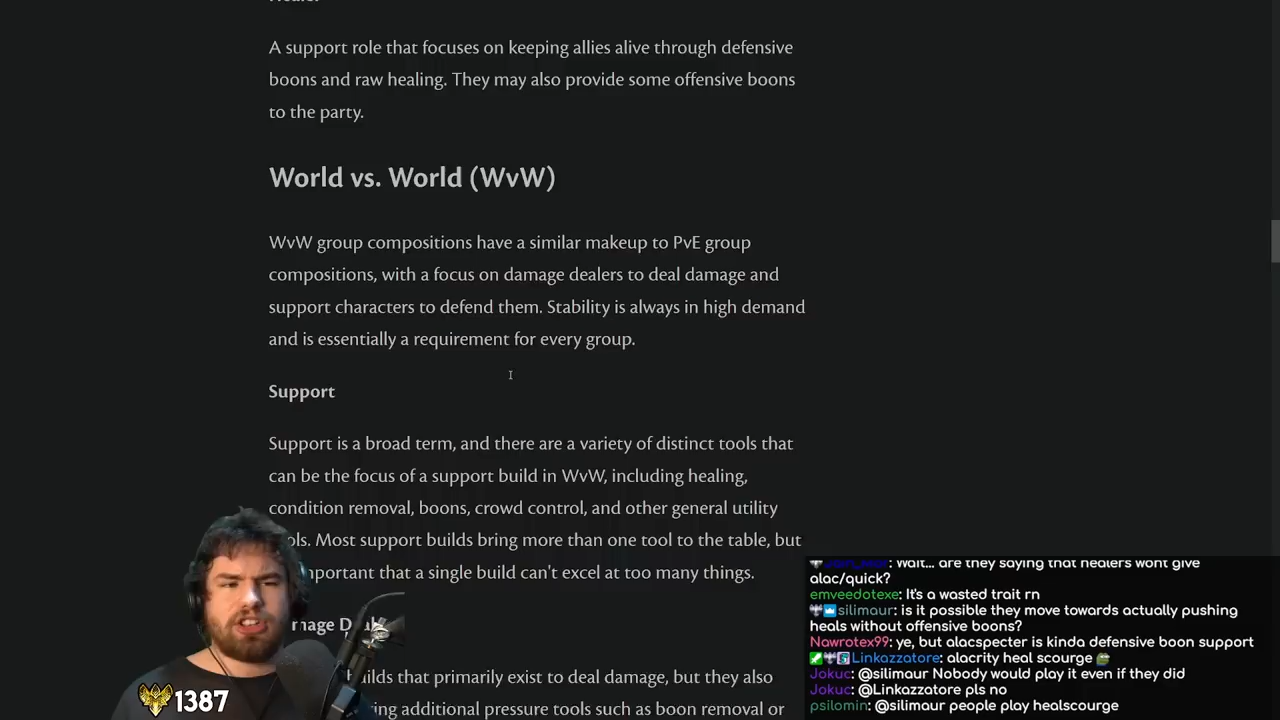 A support role that focuses on keeping allies alive through defensive
boons and raw healing. They may also provide some offensive boons
to the party.
World vs. World (WvW)
WvW group compositions have a similar makeup to PvE group
compositions, with a focus on damage dealers to deal damage and
support characters to defend them. Stability is always in high demand
and is essentially a requirement for every group.
Support
Support is a broad term, and there are a variety of distinct tools that
can be the focus of a support build in WvW, including healing,
condition removal, boons, crowd control, and other general utility
Most support builds bring more than one tool to the table, but
important that a single build can't excel at too many things.
that primarily exist to deal damage, but they also
additional pressure tools such as boon removal or
1387
Wait... are they saying that healers wont give
alac/quick?
emveedotexe: It's a wasted trait rn
silimaur: is it possible they move towards actually pushing
heals without offensive boons?
Nawrotex99: ye, but alacspecter is kinda defensive boon support
Linkazzatore: alacrity heal scourge
Jokuc: @silimaur Nobody would play it even if they did
Jokuc: @Linkazzatore pls no
psilomin: @silimaur people play healscourge